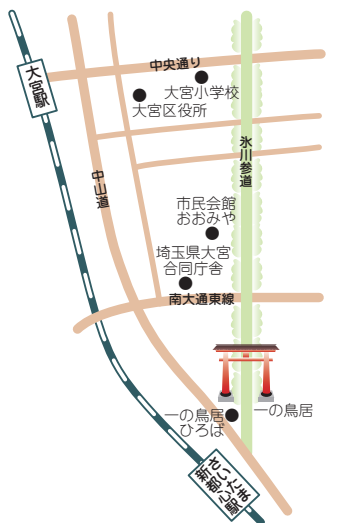 中央通り
大宮駅
大宮小学校
大宮区役所
氷川参道
中山道
市民会館
おおみや
埼玉県大宮
合同庁舎
南大通東線
一の鳥居
一の鳥居
ひろば
さいたま
新都心駅